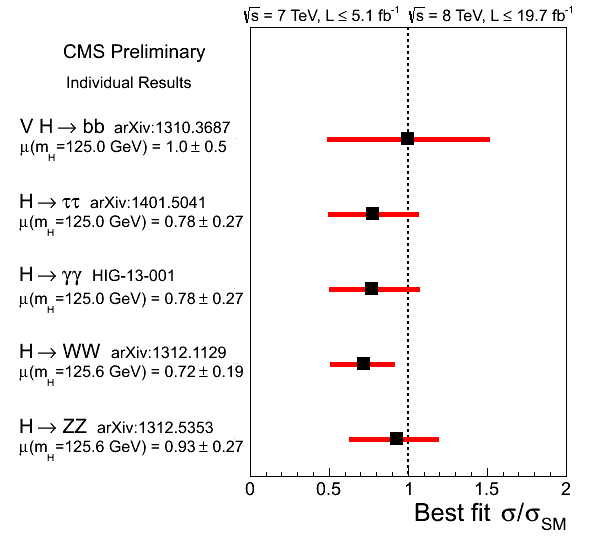 √s = 7 TeV, L ≤ 5.1 fb⁻¹ √s = 8 TeV, L ≤ 19.7 fb⁻¹
CMS Preliminary
Individual Results
V H → bb arXiv:1310.3687
μ(m_H=125.0 GeV) = 1.0 ± 0.5
H → ττ arXiv:1401.5041
μ(m_H=125.0 GeV) = 0.78 ± 0.27
H → γγ HIG-13-001
μ(m_H=125.0 GeV) = 0.78 ± 0.27
H → WW arXiv:1312.1129
μ(m_H=125.6 GeV) = 0.72 ± 0.19
H → ZZ arXiv:1312.5353
μ(m_H=125.6 GeV) = 0.93 ± 0.27
0 0.5 1 1.5 2
Best fit σ/σ_SM